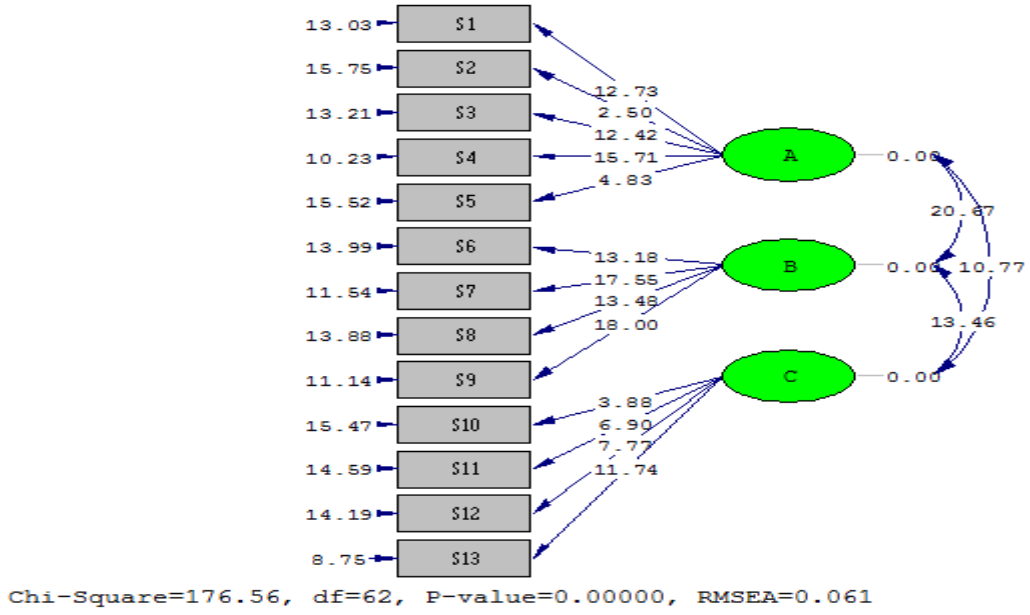 13.03 S1
15.75 S2
12.73
2.50
13.21 S3
12.42
10.23 S4
15.71
A 0.00
4.83
15.52 S5
20.67
13.99 S6
13.18
B 0.00 10.77
17.55
11.54 S7
13.48
18.00
13.46
13.88 S8
11.14 S9
C 0.00
3.88
15.47 S10
6.90
7.77
14.59 S11
11.74
14.19 S12
8.75 S13
Chi-Square=176.56, df=62, P-value=0.00000, RMSEA=0.061